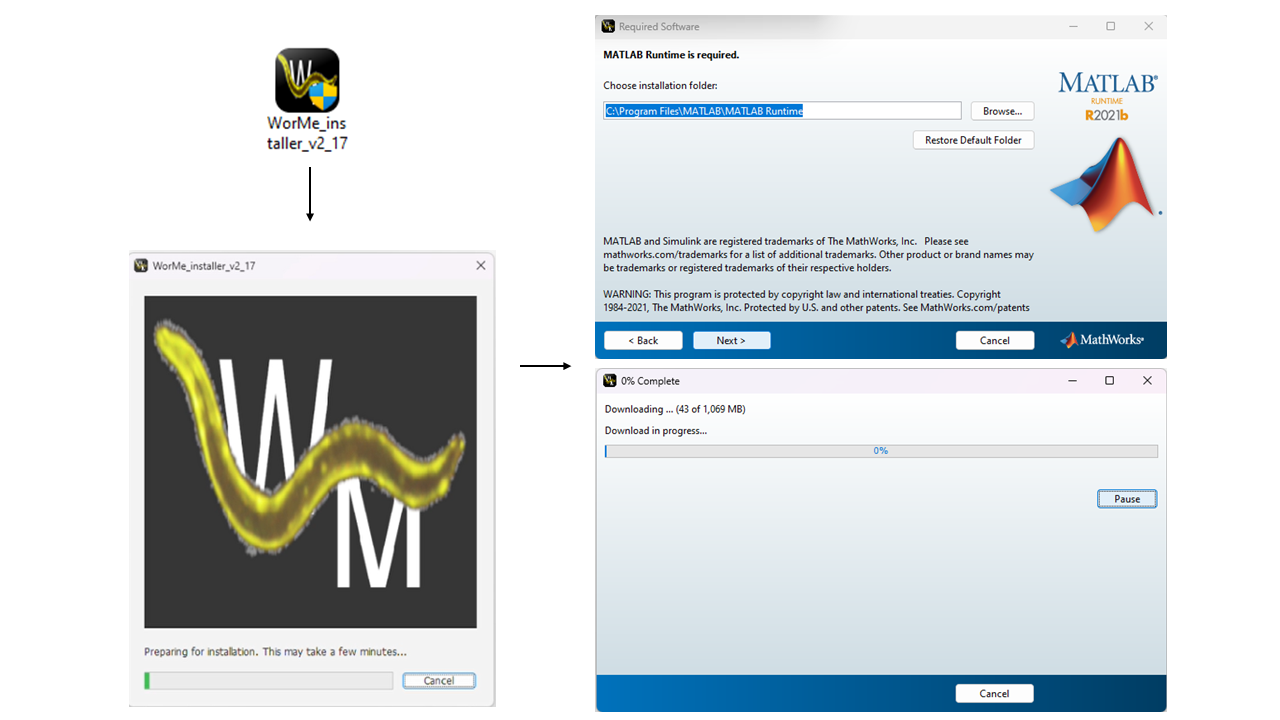 W
WorMe_ins
taller_v2_17
WorMe_installer_v2_17
W
M
Preparing for installation. This may take a few minutes...
Cancel
Required Software
MATLAB Runtime is required.
Choose installation folder:
C:\Program Files\MATLAB\MATLAB Runtime
Browse...
Restore Default Folder
MATLAB®
RUNTIME
R2021b
MATLAB and Simulink are registered trademarks of The MathWorks, Inc. Please see
mathworks.com/trademarks for a list of additional trademarks. Other product or brand names may
be trademarks or registered trademarks of their respective holders.
WARNING: This program is protected by copyright law and international treaties. Copyright
1984-2021, The MathWorks, Inc. Protected by U.S. and other patents. See MathWorks.com/patents
< Back
Next >
Cancel
MathWorks®
0% Complete
Downloading ... (43 of 1,069 MB)
Download in progress...
0%
Pause
Cancel